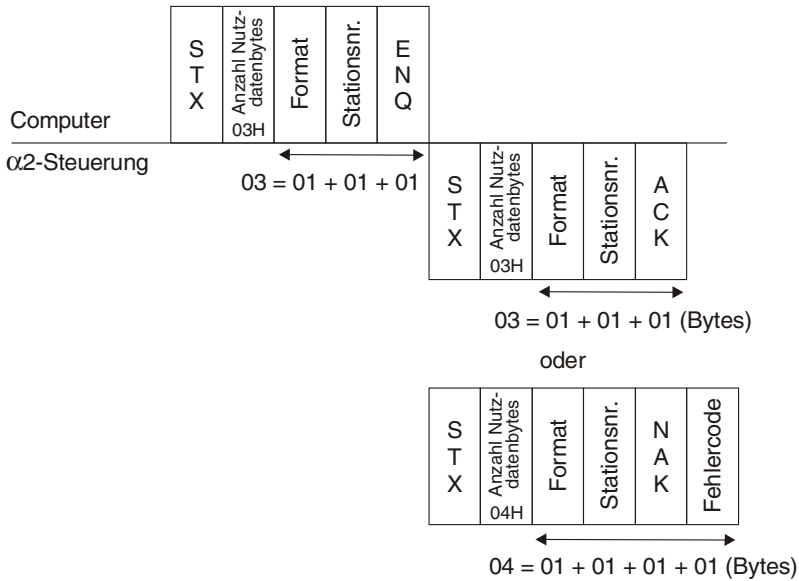 STX
Anzahl Nutz-
datenbytes
03H
Format
Stationsnr.
ENQ
Computer
α2-Steuerung
03 = 01 + 01 + 01
STX
Anzahl Nutz-
datenbytes
03H
Format
Stationsnr.
ACK
03 = 01 + 01 + 01 (Bytes)
oder
STX
Anzahl Nutz-
datenbytes
04H
Format
Stationsnr.
NAK
Fehlercode
04 = 01 + 01 + 01 + 01 (Bytes)